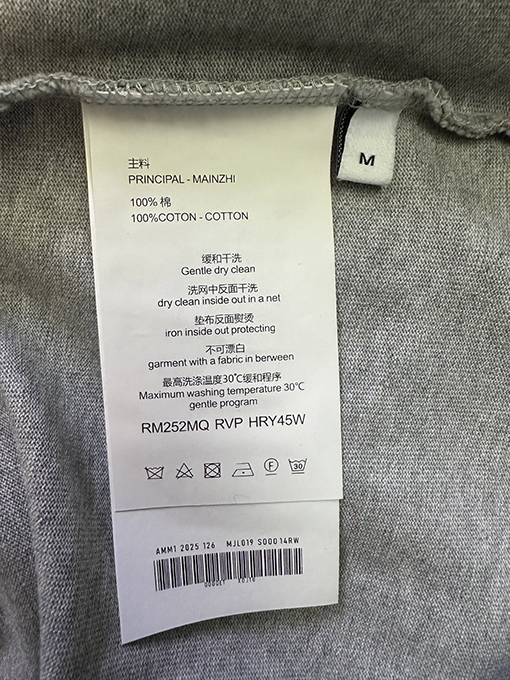 主料
PRINCIPAL - MAINZHI
100% 棉
100%COTON - COTTON
缓和干洗
Gentle dry clean
洗网中反面干洗
dry clean inside out in a net
垫布反面熨烫
iron inside out protecting
不可漂白
garment with a fabric in berween
最高洗涤温度30℃缓和程序
Maximum washing temperature 30℃
gentle program
RM252MQ RVP HRY45W
F
30
AMM1 2025 126 MJL019 S000 14RW
M